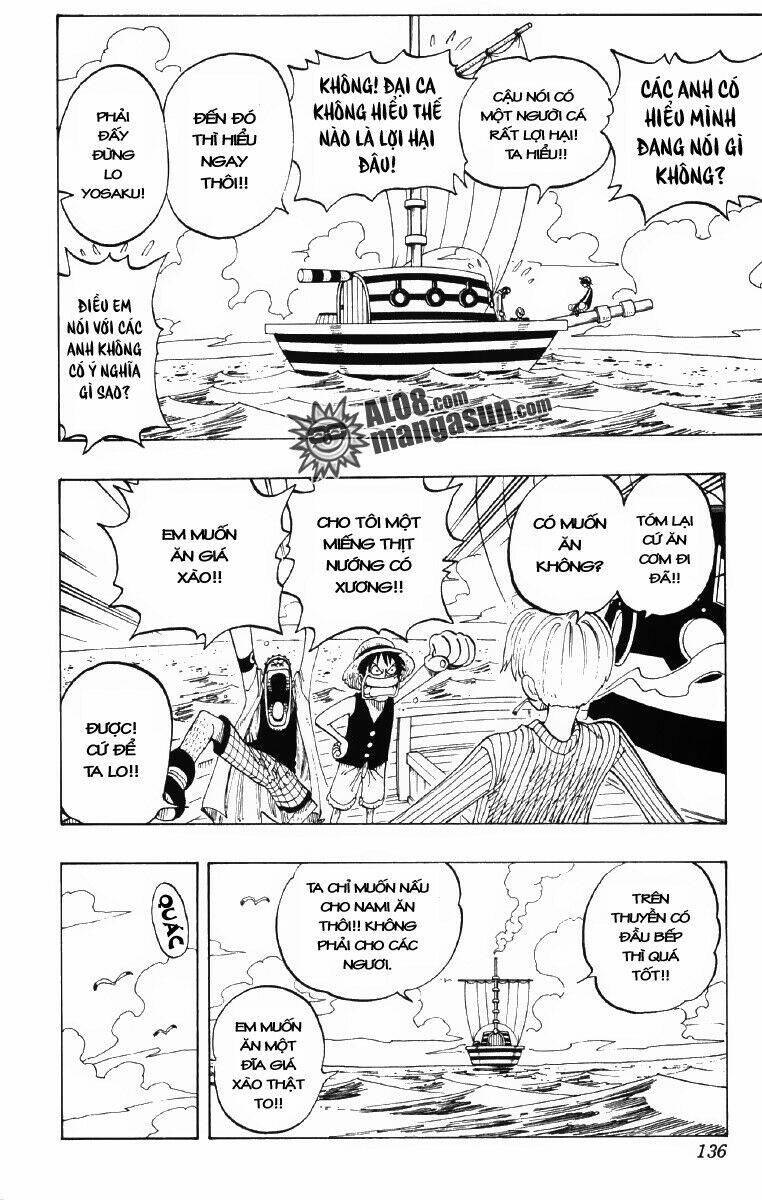 CÁC ANH CÓ
HIỂU MÌNH
ĐANG NÓI GÌ
KHÔNG?
CẬU NÓI CÓ
MỘT NGƯỜI CÁ
RẤT LỢI HẠI!
TA HIỂU!!
KHÔNG! ĐẠI CA
KHÔNG HIỂU THẾ
NÀO LÀ LỢI HẠI
ĐÂU!
ĐẾN ĐÓ
THÌ HIỂU
NGAY
THÔI!!
PHẢI
ĐẤY
ĐỪNG
LO
YOSAKU!
ĐIỀU EM
NÓI VỚI CÁC
ANH KHÔNG
CÓ Ý NGHĨA
GÌ SAO?
ALO8.com
mangasun.com
TÓM LẠI
CỨ ĂN
CƠM ĐI
ĐÃ!!
CÓ MUỐN
ĂN
KHÔNG?
CHO TÔI MỘT
MIẾNG THỊT
NƯỚNG CÓ
XƯƠNG!!
EM MUỐN
ĂN GIÁ
XÀO!!
ĐƯỢC!
CỨ ĐỂ
TA LO!!
TRÊN
THUYỀN CÓ
ĐẦU BẾP
THÌ QUÁ
TỐT!!
TA CHỈ MUỐN NẤU
CHO NAMI ĂN
THÔI!! KHÔNG
PHẢI CHO CÁC
NGƯƠI.
EM MUỐN
ĂN MỘT
ĐĨA GIÁ
XÀO THẬT
TO!!
QUÁC
136